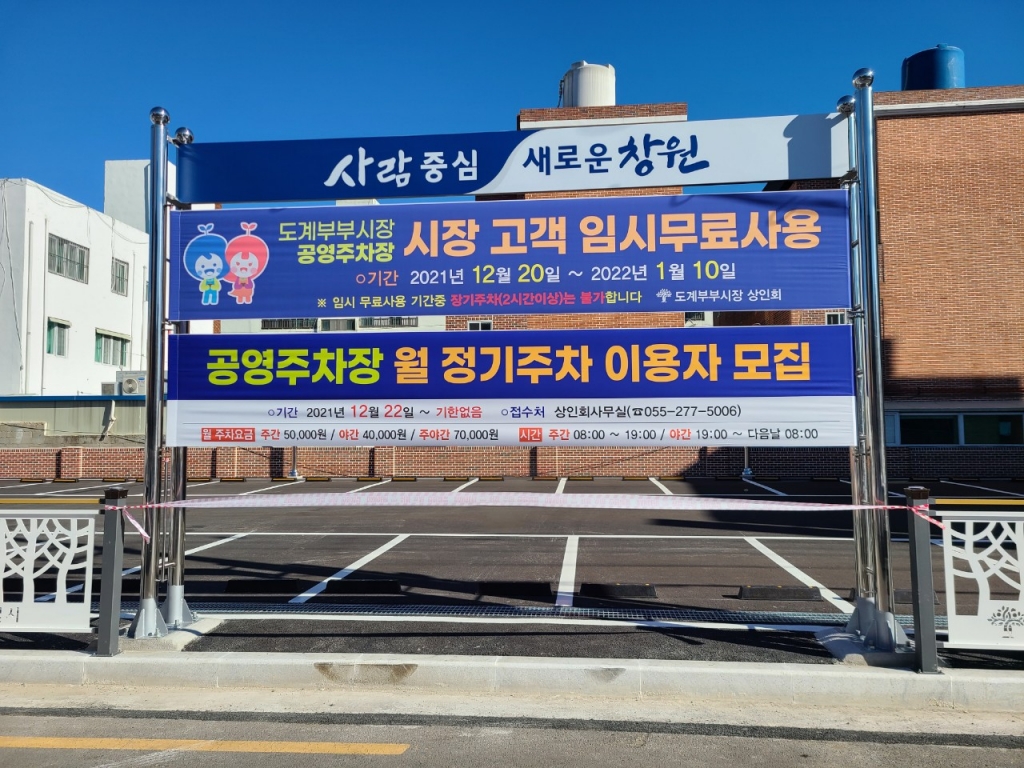 사람 중심 새로운 창원
도계부부시장
공영주차장
시장 고객 임시무료사용
○기간 2021년 12월 20일 ~ 2022년 1월 10일
※ 임시 무료사용 기간중 장기주차(2시간이상)는 불가합니다 도계부부시장 상인회
공영주차장 월 정기주차 이용자 모집
○기간 2021년 12월 22일 ~ 기한없음 ○접수처 상인회사무실(☎055-277-5006)
월 주차요금 주간 50,000원 / 야간 40,000원 / 주야간 70,000원 시간 주간 08:00 ~ 19:00 / 야간 19:00 ~ 다음날 08:00